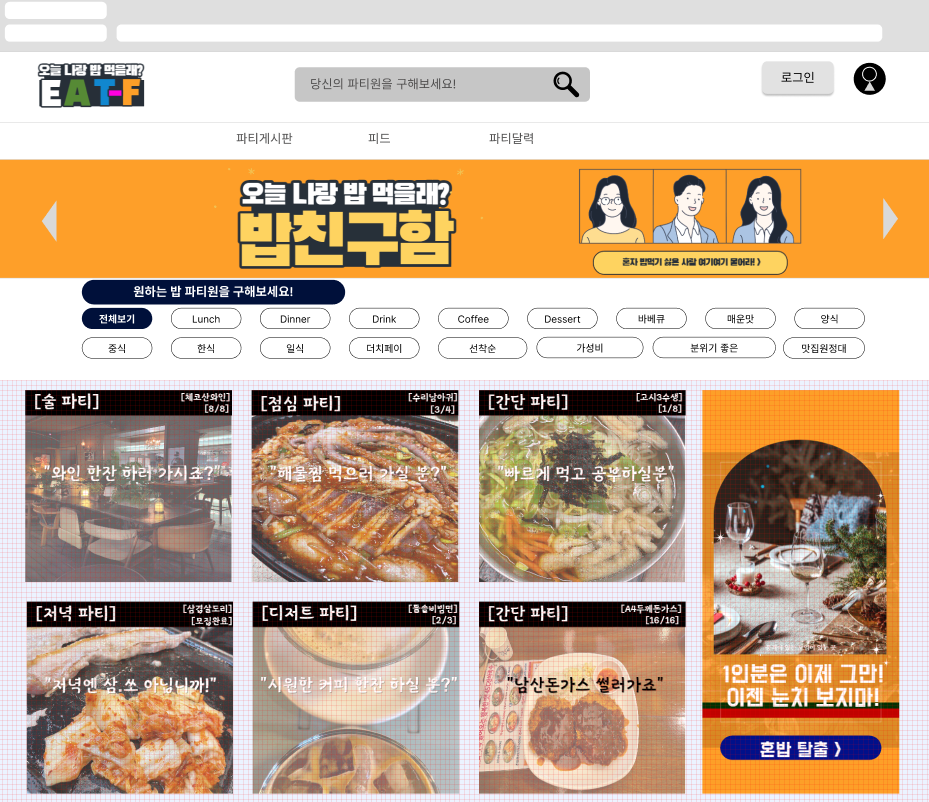 오늘 나랑 밥 먹을래?
EAT-F
당신의 파티원을 구해보세요!
로그인
파티게시판 피드 파티달력
오늘 나랑 밥 먹을래?
밥친구함
혼자 밥먹기 싫은 사람 여기여기 붙어라! 〉
원하는 밥 파티원을 구해보세요!
전체보기 Lunch Dinner Drink Coffee Dessert 바베큐 매운맛 양식
중식 한식 일식 더치페이 선착순 가성비 분위기 좋은 맛집원정대
[술 파티] [체코산와인]
[8/8]
"와인 한잔 하러 가시죠?"
[점심 파티] [수리남아귀]
[3/4]
"해물찜 먹으러 가실 분?"
[간단 파티] [고시3수생]
[1/8]
"빠르게 먹고 공부하실분"
[저녁 파티] [삼겹살도리]
[모집완료]
"저녁엔 삼.쏘 아닙니까!"
[디저트 파티]
[2/3]
"시원한 커피 한잔 하실 분?"
[간단 파티] [A4두께돈가스]
[16/16]
"남산돈가스 썰러가죠"
1인분은 이제 그만!
이젠 눈치 보지마!
혼밥 탈출 〉